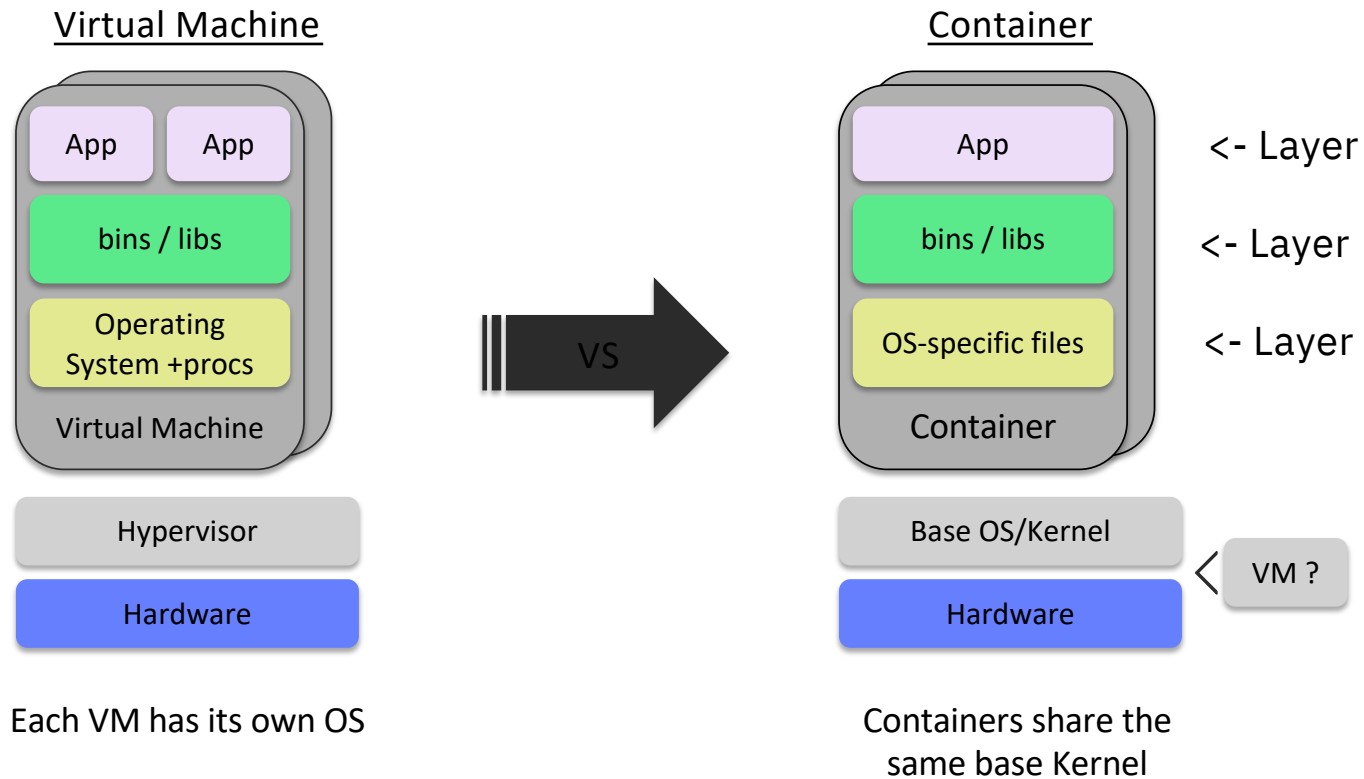 Virtual Machine
App
App
bins / libs
Operating
System +procs
Virtual Machine
Hypervisor
Hardware
Each VM has its own OS
VS
Container
App
<- Layer
bins / libs
<- Layer
OS-specific files
<- Layer
Container
Base OS/Kernel
VM ?
Hardware
Containers share the
same base Kernel